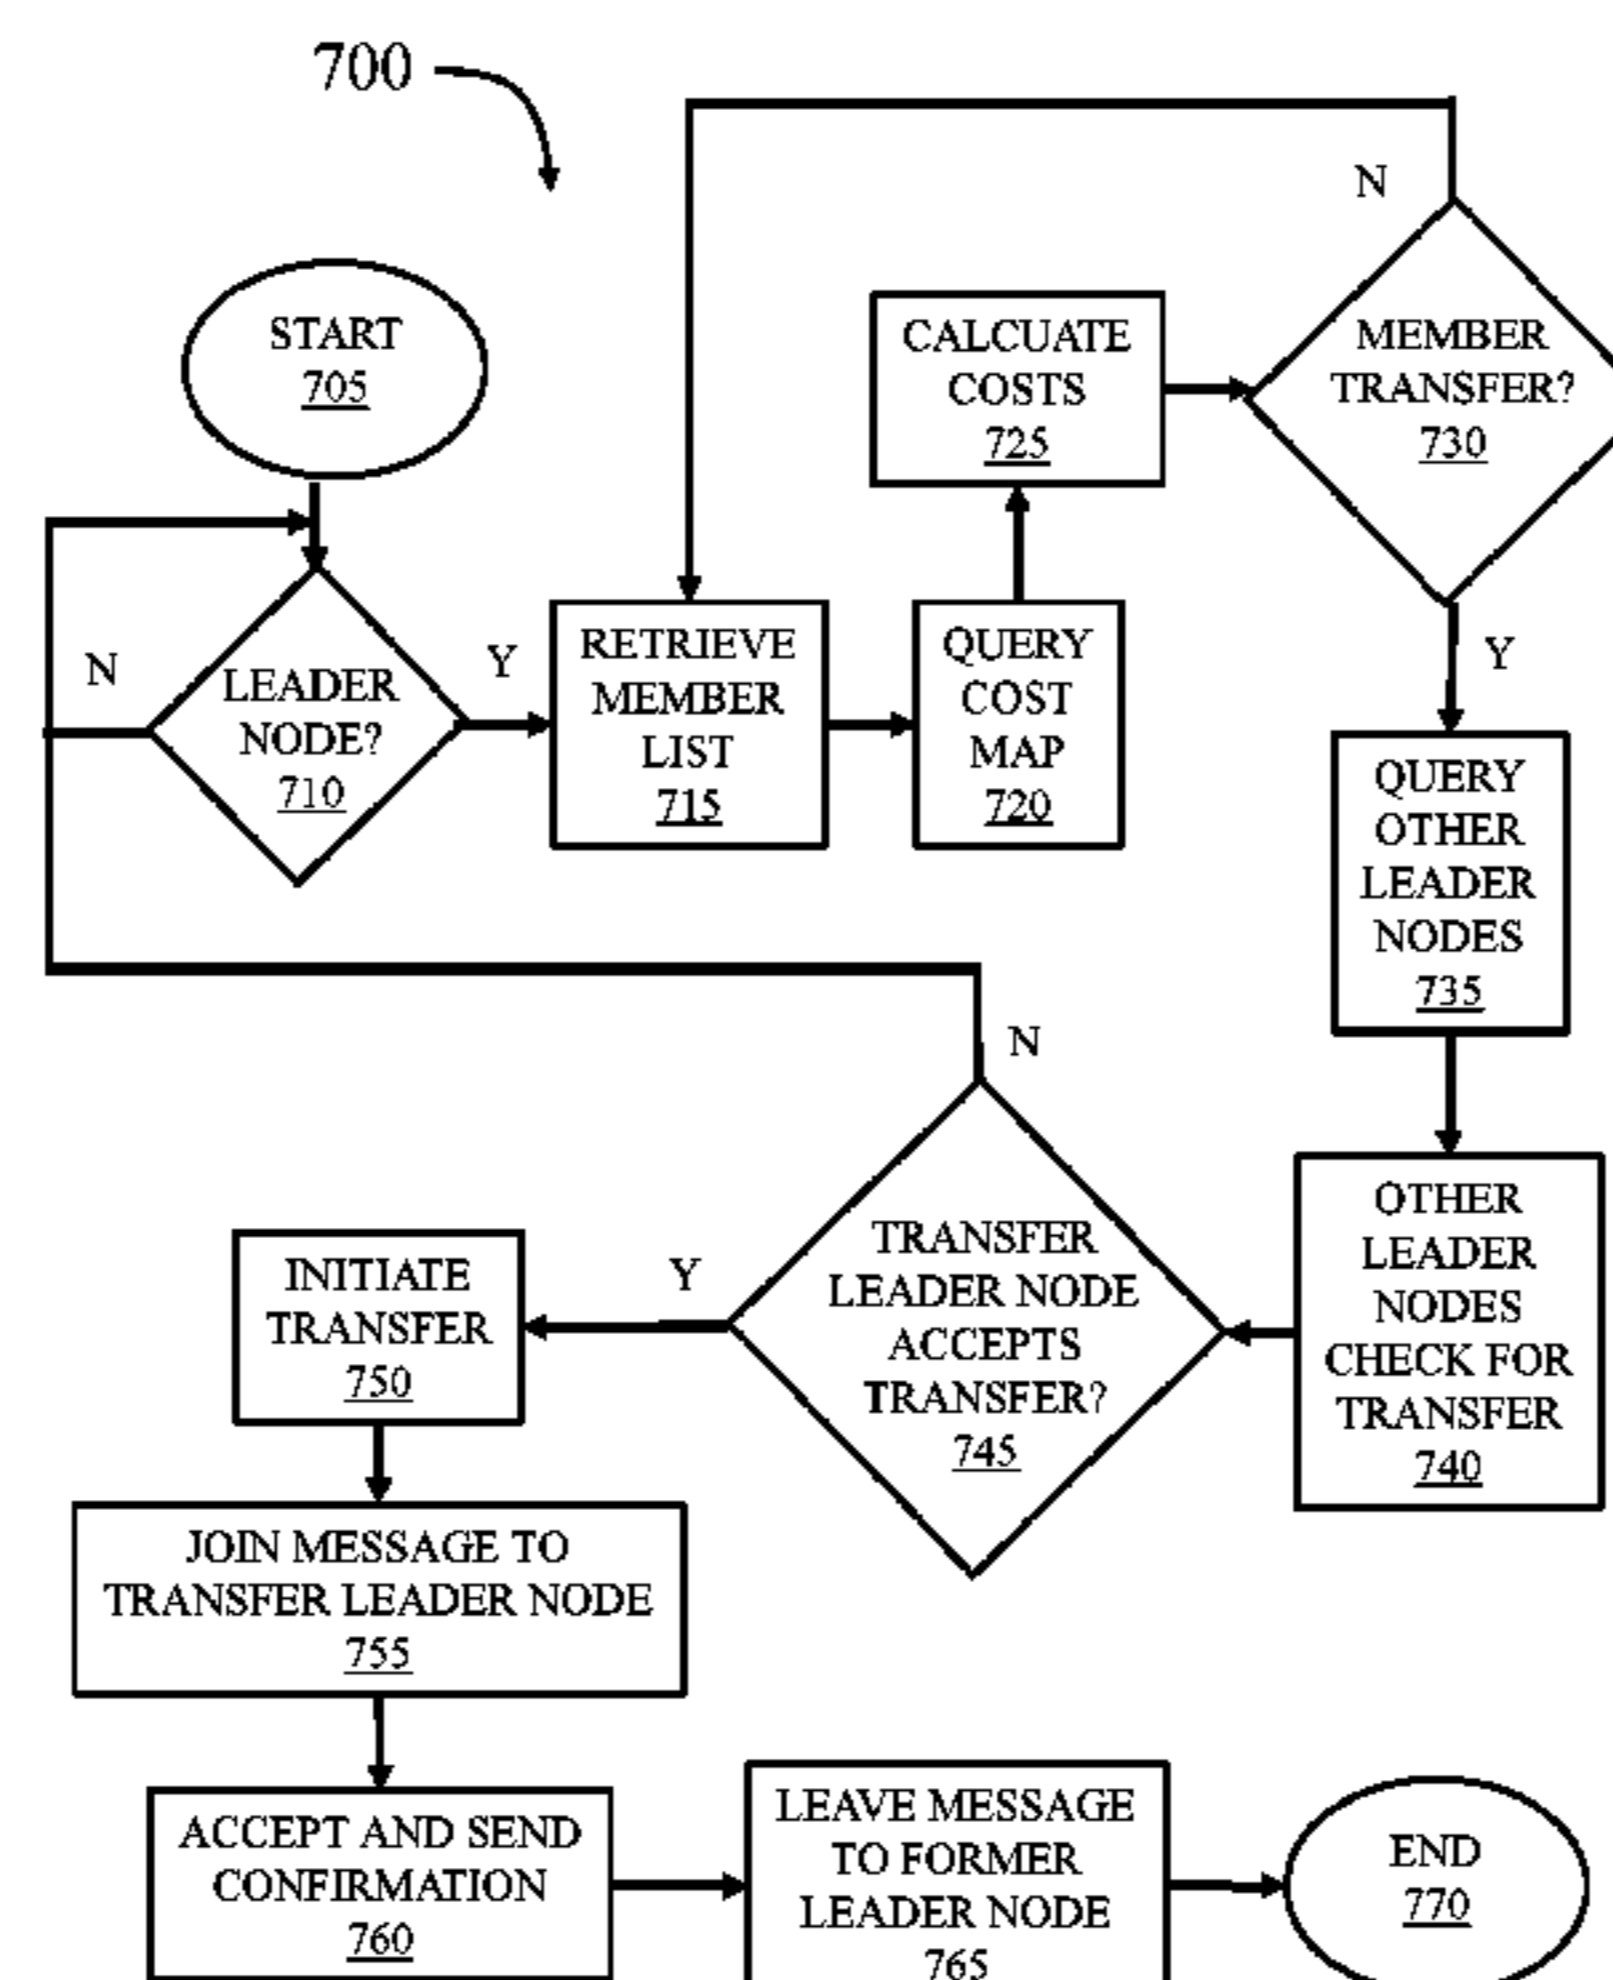 700
START
705
N
LEADER
NODE?
710
Y
RETRIEVE
MEMBER
LIST
715
QUERY
COST
MAP
720
CALCUATE
COSTS
725
N
MEMBER
TRANSFER?
730
Y
QUERY
OTHER
LEADER
NODES
735
OTHER
LEADER
NODES
CHECK FOR
TRANSFER
740
N
TRANSFER
LEADER NODE
ACCEPTS
TRANSFER?
745
Y
INITIATE
TRANSFER
750
JOIN MESSAGE TO
TRANSFER LEADER NODE
755
ACCEPT AND SEND
CONFIRMATION
760
LEAVE MESSAGE
TO FORMER
LEADER NODE
765
END
770